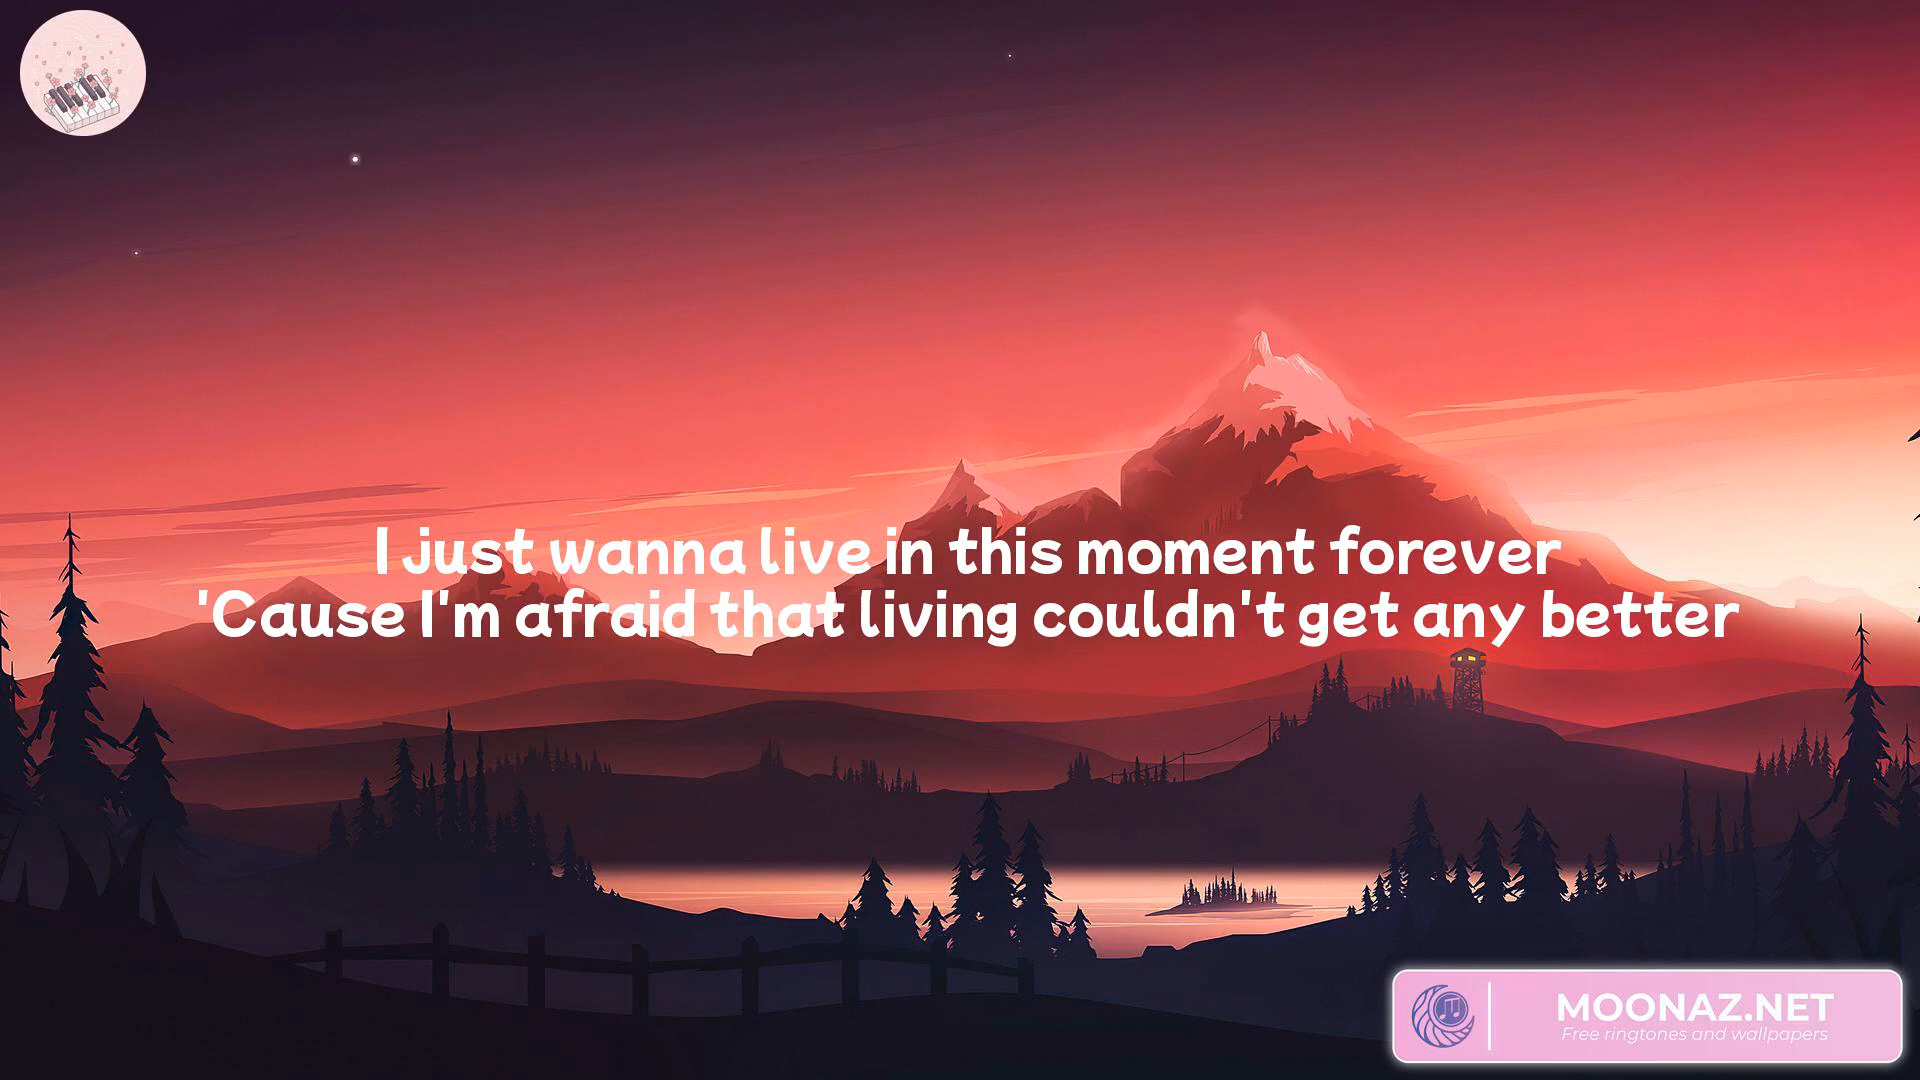 I just wanna live in this moment forever
'Cause I'm afraid that living couldn't get any better
MOONAZ.NET
Free ringtones and wallpapers